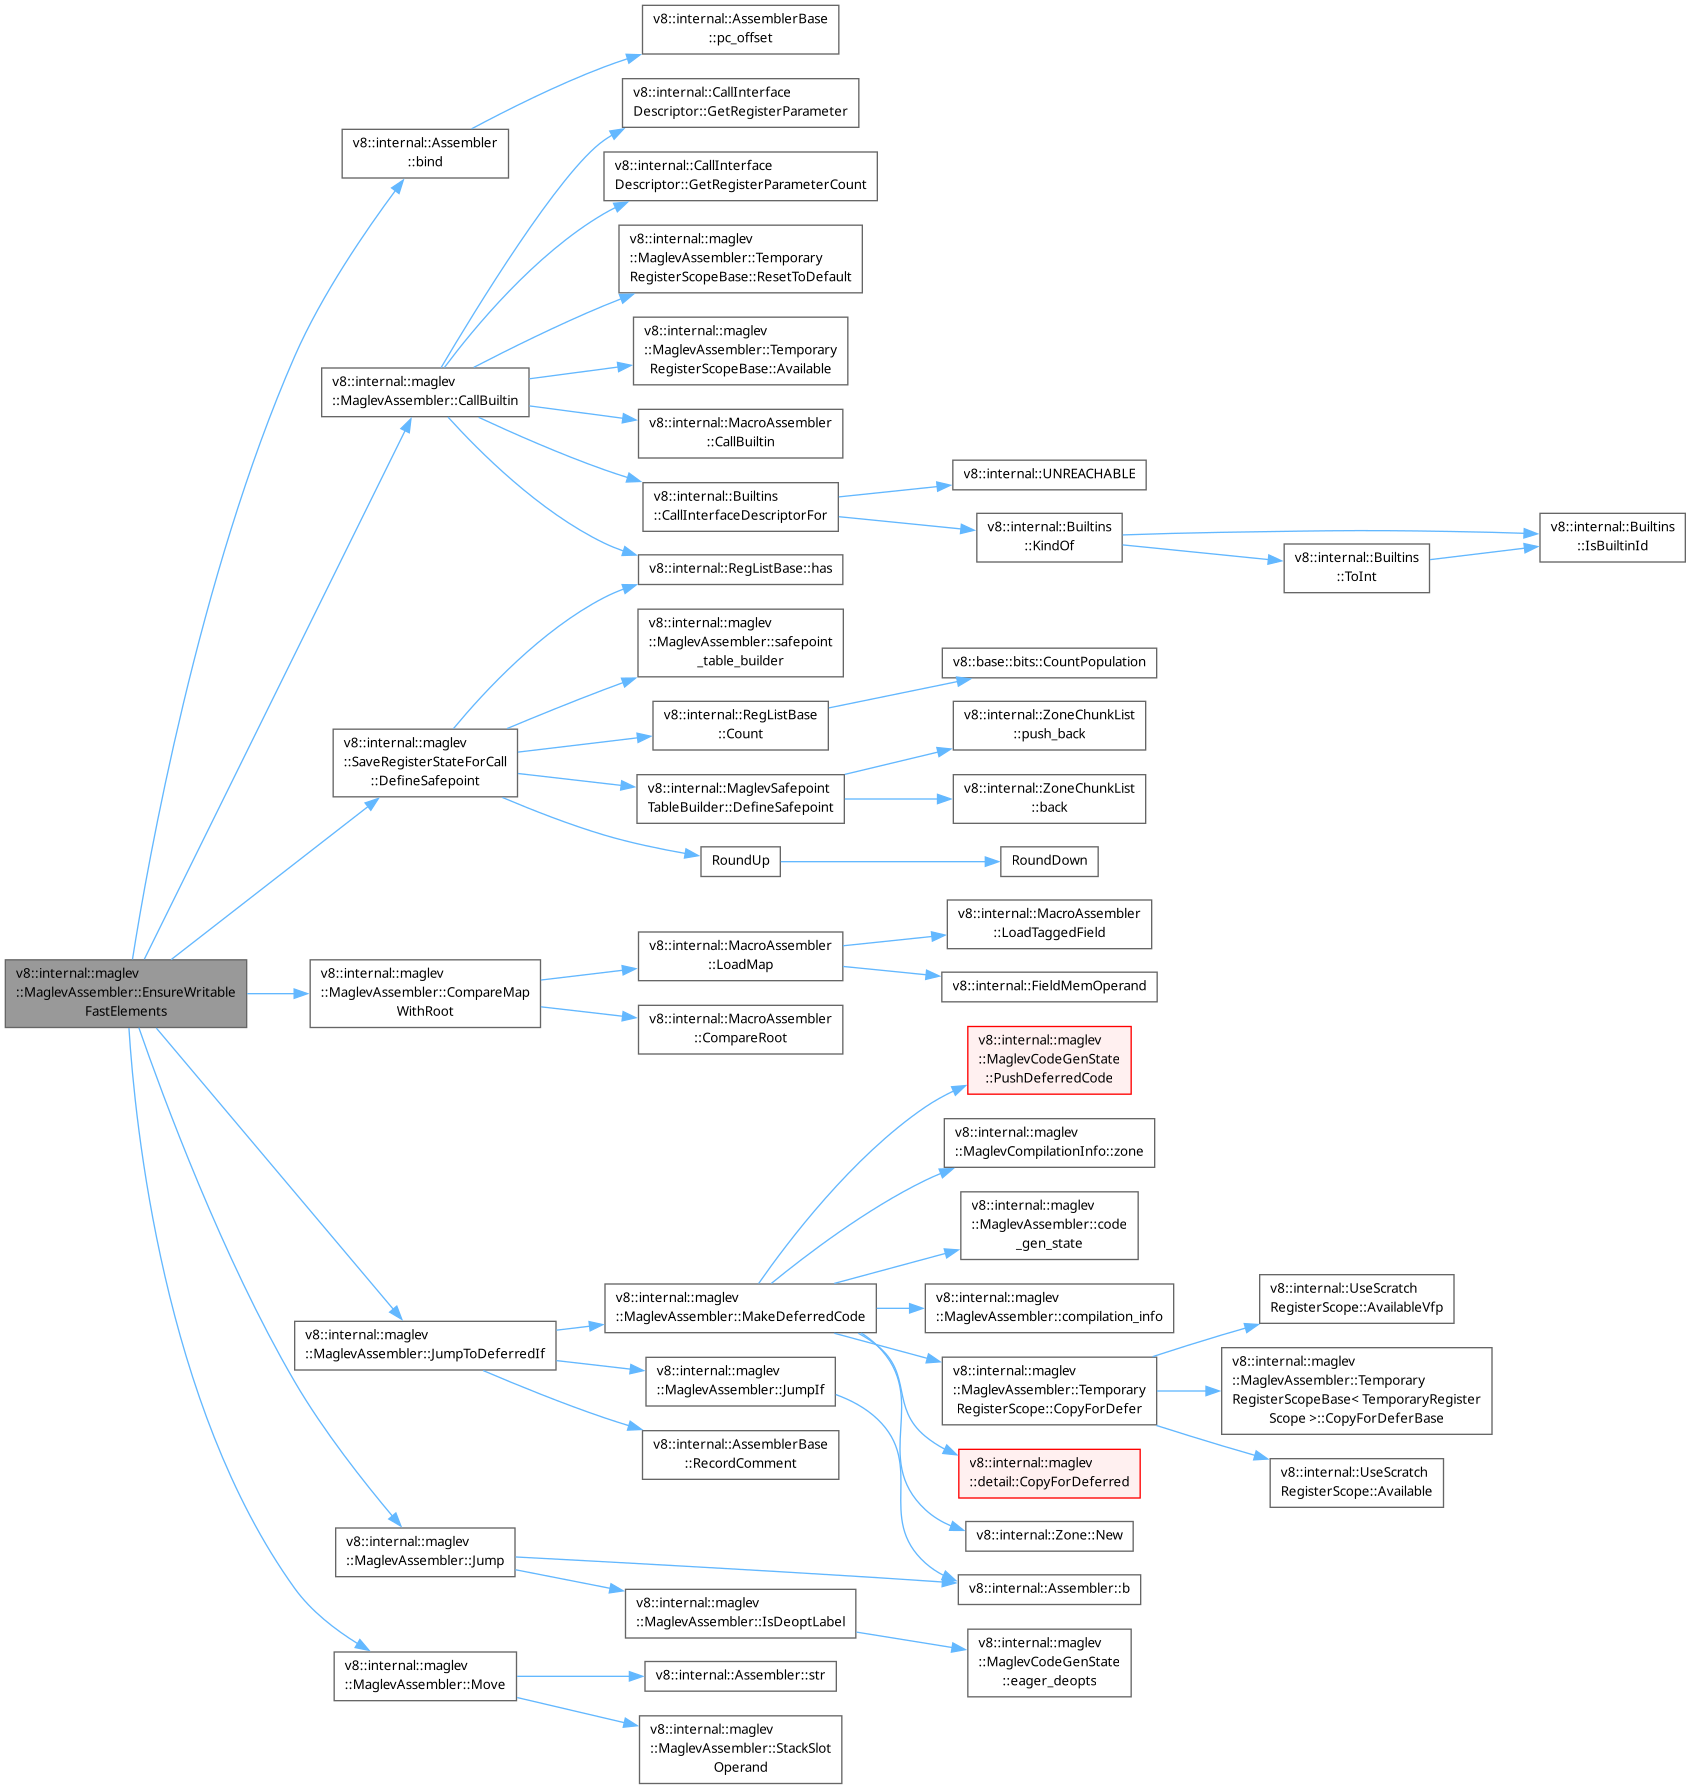 v8::internal::maglev
::MaglevAssembler::EnsureWritable
FastElements
v8::internal::Assembler
::bind
v8::internal::AssemblerBase
::pc_offset
v8::internal::maglev
::MaglevAssembler::CallBuiltin
v8::internal::CallInterface
Descriptor::GetRegisterParameter
v8::internal::CallInterface
Descriptor::GetRegisterParameterCount
v8::internal::maglev
::MaglevAssembler::Temporary
RegisterScopeBase::ResetToDefault
v8::internal::maglev
::MaglevAssembler::Temporary
RegisterScopeBase::Available
v8::internal::MacroAssembler
::CallBuiltin
v8::internal::Builtins
::CallInterfaceDescriptorFor
v8::internal::UNREACHABLE
v8::internal::Builtins
::KindOf
v8::internal::Builtins
::ToInt
v8::internal::Builtins
::IsBuiltinId
v8::internal::RegListBase::has
v8::internal::maglev
::SaveRegisterStateForCall
::DefineSafepoint
v8::internal::maglev
::MaglevAssembler::safepoint
_table_builder
v8::internal::RegListBase
::Count
v8::base::bits::CountPopulation
v8::internal::MaglevSafepoint
TableBuilder::DefineSafepoint
v8::internal::ZoneChunkList
::push_back
v8::internal::ZoneChunkList
::back
RoundUp
RoundDown
v8::internal::maglev
::MaglevAssembler::CompareMap
WithRoot
v8::internal::MacroAssembler
::LoadMap
v8::internal::MacroAssembler
::LoadTaggedField
v8::internal::FieldMemOperand
v8::internal::MacroAssembler
::CompareRoot
v8::internal::maglev
::MaglevAssembler::JumpToDeferredIf
v8::internal::maglev
::MaglevAssembler::MakeDeferredCode
v8::internal::maglev
::MaglevCodeGenState
::PushDeferredCode
v8::internal::maglev
::MaglevCompilationInfo::zone
v8::internal::maglev
::MaglevAssembler::code
_gen_state
v8::internal::maglev
::MaglevAssembler::compilation_info
v8::internal::maglev
::MaglevAssembler::Temporary
RegisterScope::CopyForDefer
v8::internal::UseScratch
RegisterScope::AvailableVfp
v8::internal::maglev
::MaglevAssembler::Temporary
RegisterScopeBase< TemporaryRegister
Scope >::CopyForDeferBase
v8::internal::UseScratch
RegisterScope::Available
v8::internal::maglev
::detail::CopyForDeferred
v8::internal::Zone::New
v8::internal::maglev
::MaglevAssembler::JumpIf
v8::internal::AssemblerBase
::RecordComment
v8::internal::maglev
::MaglevAssembler::Jump
v8::internal::Assembler::b
v8::internal::maglev
::MaglevAssembler::IsDeoptLabel
v8::internal::maglev
::MaglevCodeGenState
::eager_deopts
v8::internal::maglev
::MaglevAssembler::Move
v8::internal::Assembler::str
v8::internal::maglev
::MaglevAssembler::StackSlot
Operand